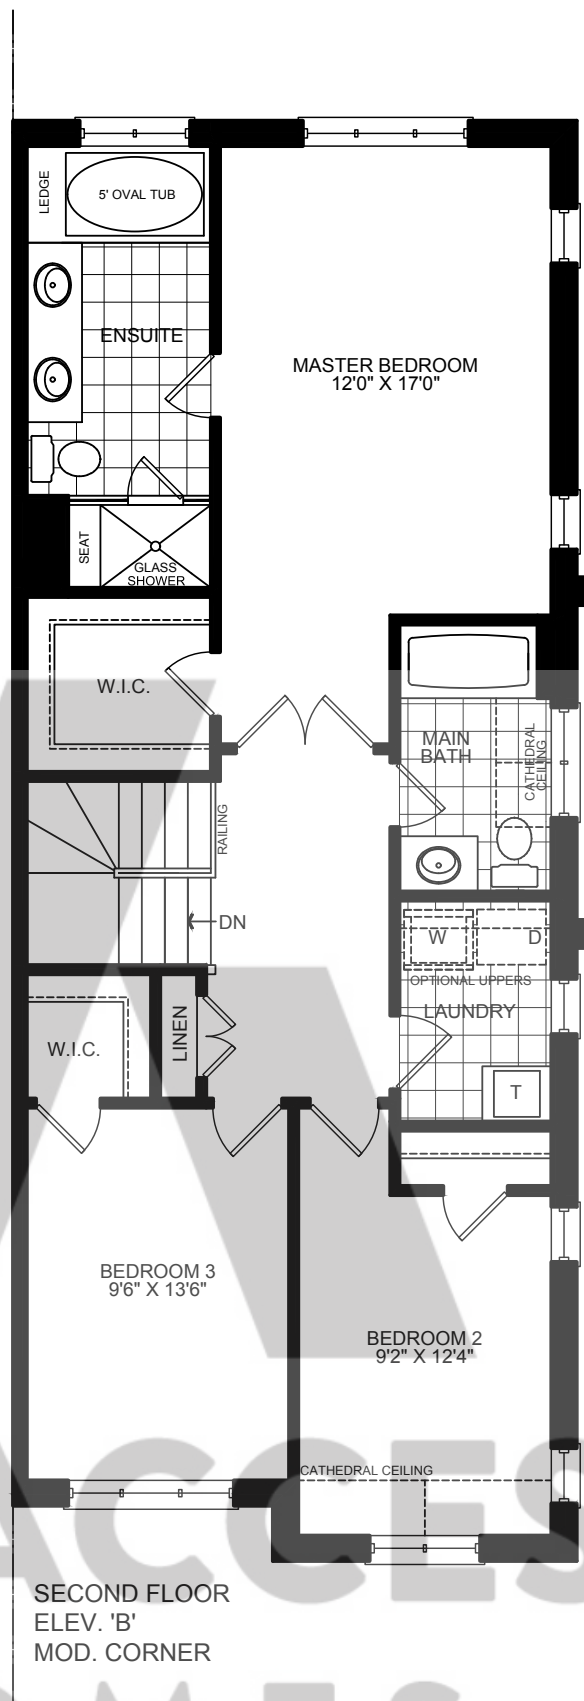 LEDGE
5' OVAL TUB
ENSUITE
MASTER BEDROOM
12'0" X 17'0"
SEAT
GLASS
SHOWER
W.I.C.
MAIN
BATH
CATHEDRAL
CEILING
RAILING
DN
W
D
OPTIONAL UPPERS
LAUNDRY
LINEN
W.I.C.
T
BEDROOM 3
9'6" X 13'6"
BEDROOM 2
9'2" X 12'4"
CATHEDRAL CEILING
ACCES
SECOND FLOOR
ELEV. 'B'
MOD. CORNER
OMES